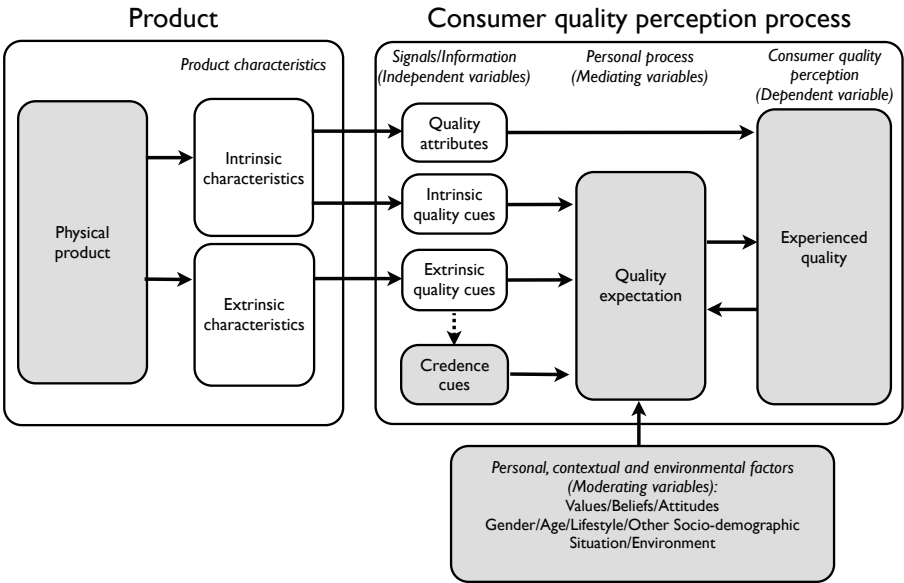 Product
Consumer quality perception process
Product characteristics
Signals/Information
(Independent variables)
Personal process
(Mediating variables)
Consumer quality
perception
(Dependent variable)
Physical
product
Intrinsic
characteristics
Extrinsic
characteristics
Quality
attributes
Intrinsic
quality cues
Extrinsic
quality cues
Credence
cues
Quality
expectation
Experienced
quality
Personal, contextual and environmental factors
(Moderating variables):
Values/Beliefs/Attitudes
Gender/Age/Lifestyle/Other Socio-demographic
Situation/Environment